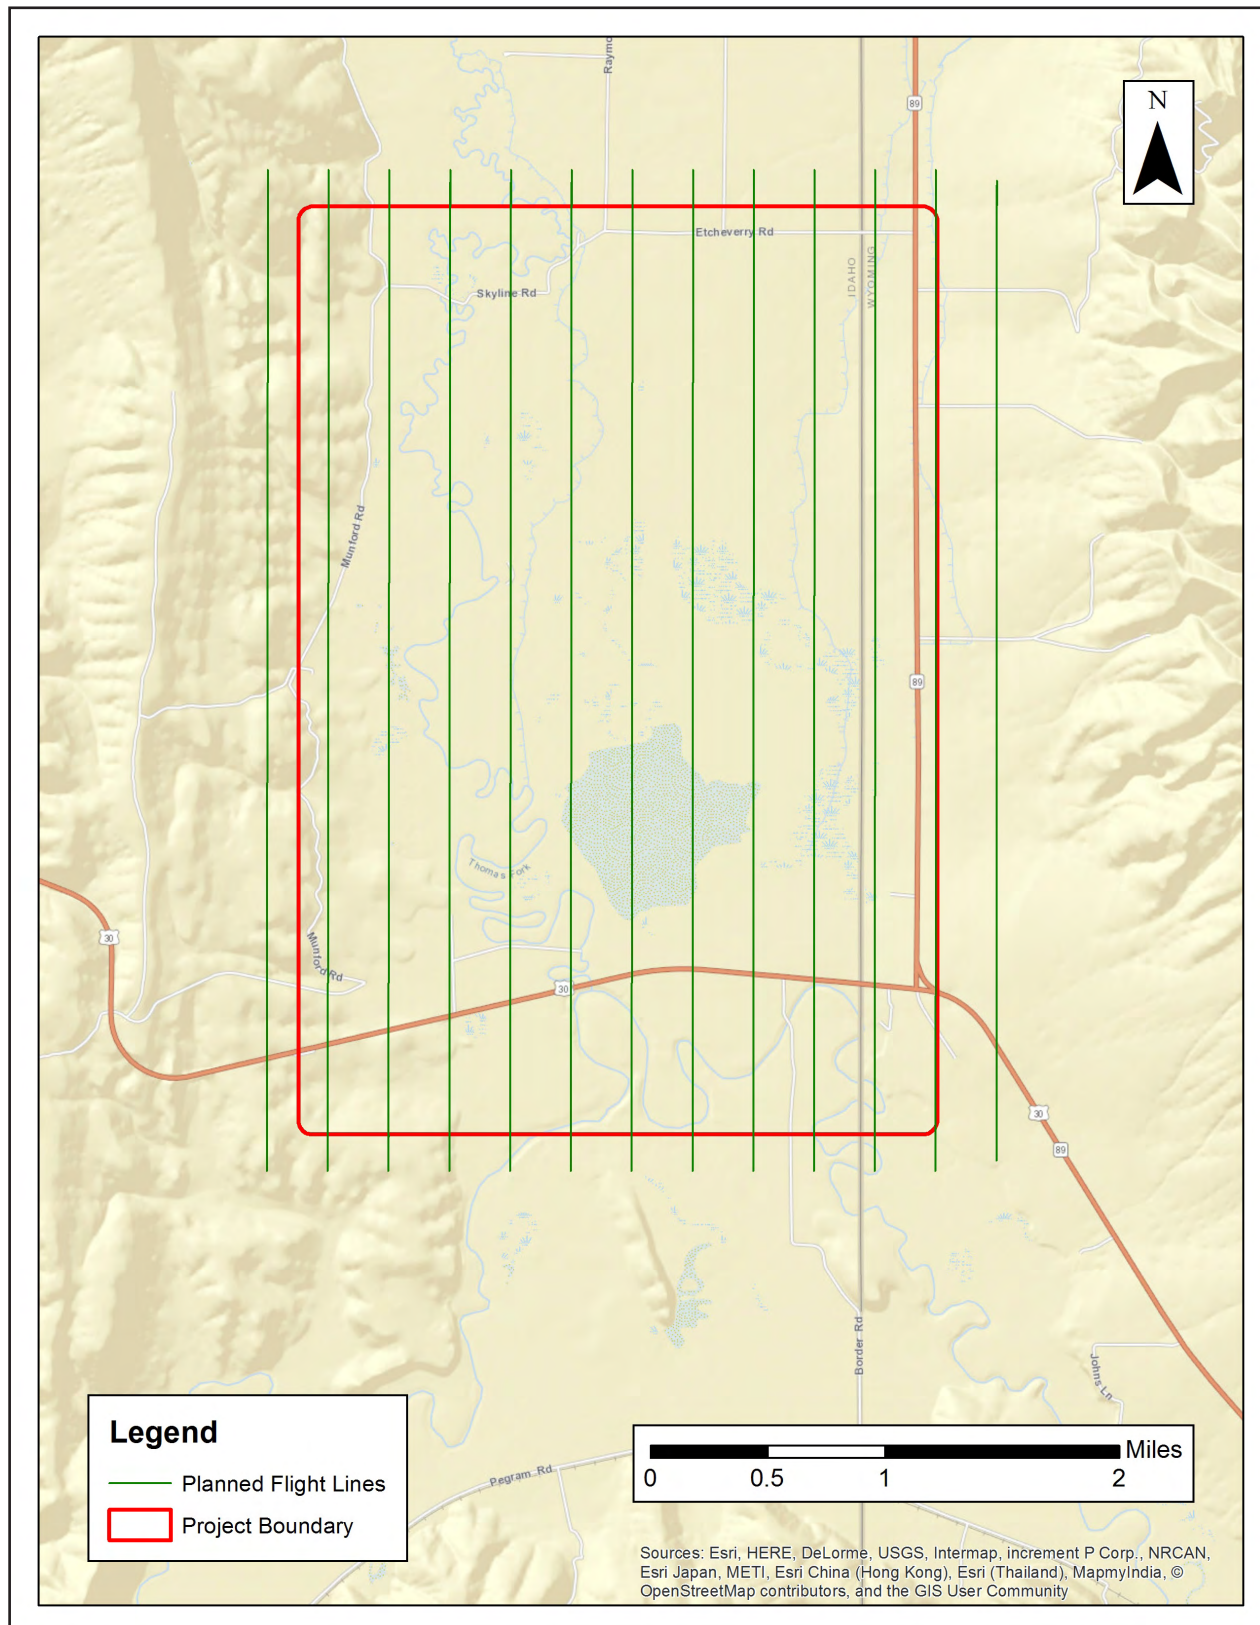 Raymo
89
N
Etcheverry Rd
IDAHO
WYOMING
Skyline Rd
Munford Rd
89
Thomas Fork
30
Munford Rd
30
30
89
Border Rd
Johns Ln
Pegram Rd
Legend
Planned Flight Lines
Project Boundary
Miles
0 0.5 1 2
Sources: Esri, HERE, DeLorme, USGS, Intermap, increment P Corp., NRCAN,
Esri Japan, METI, Esri China (Hong Kong), Esri (Thailand), MapmyIndia, ©
OpenStreetMap contributors, and the GIS User Community